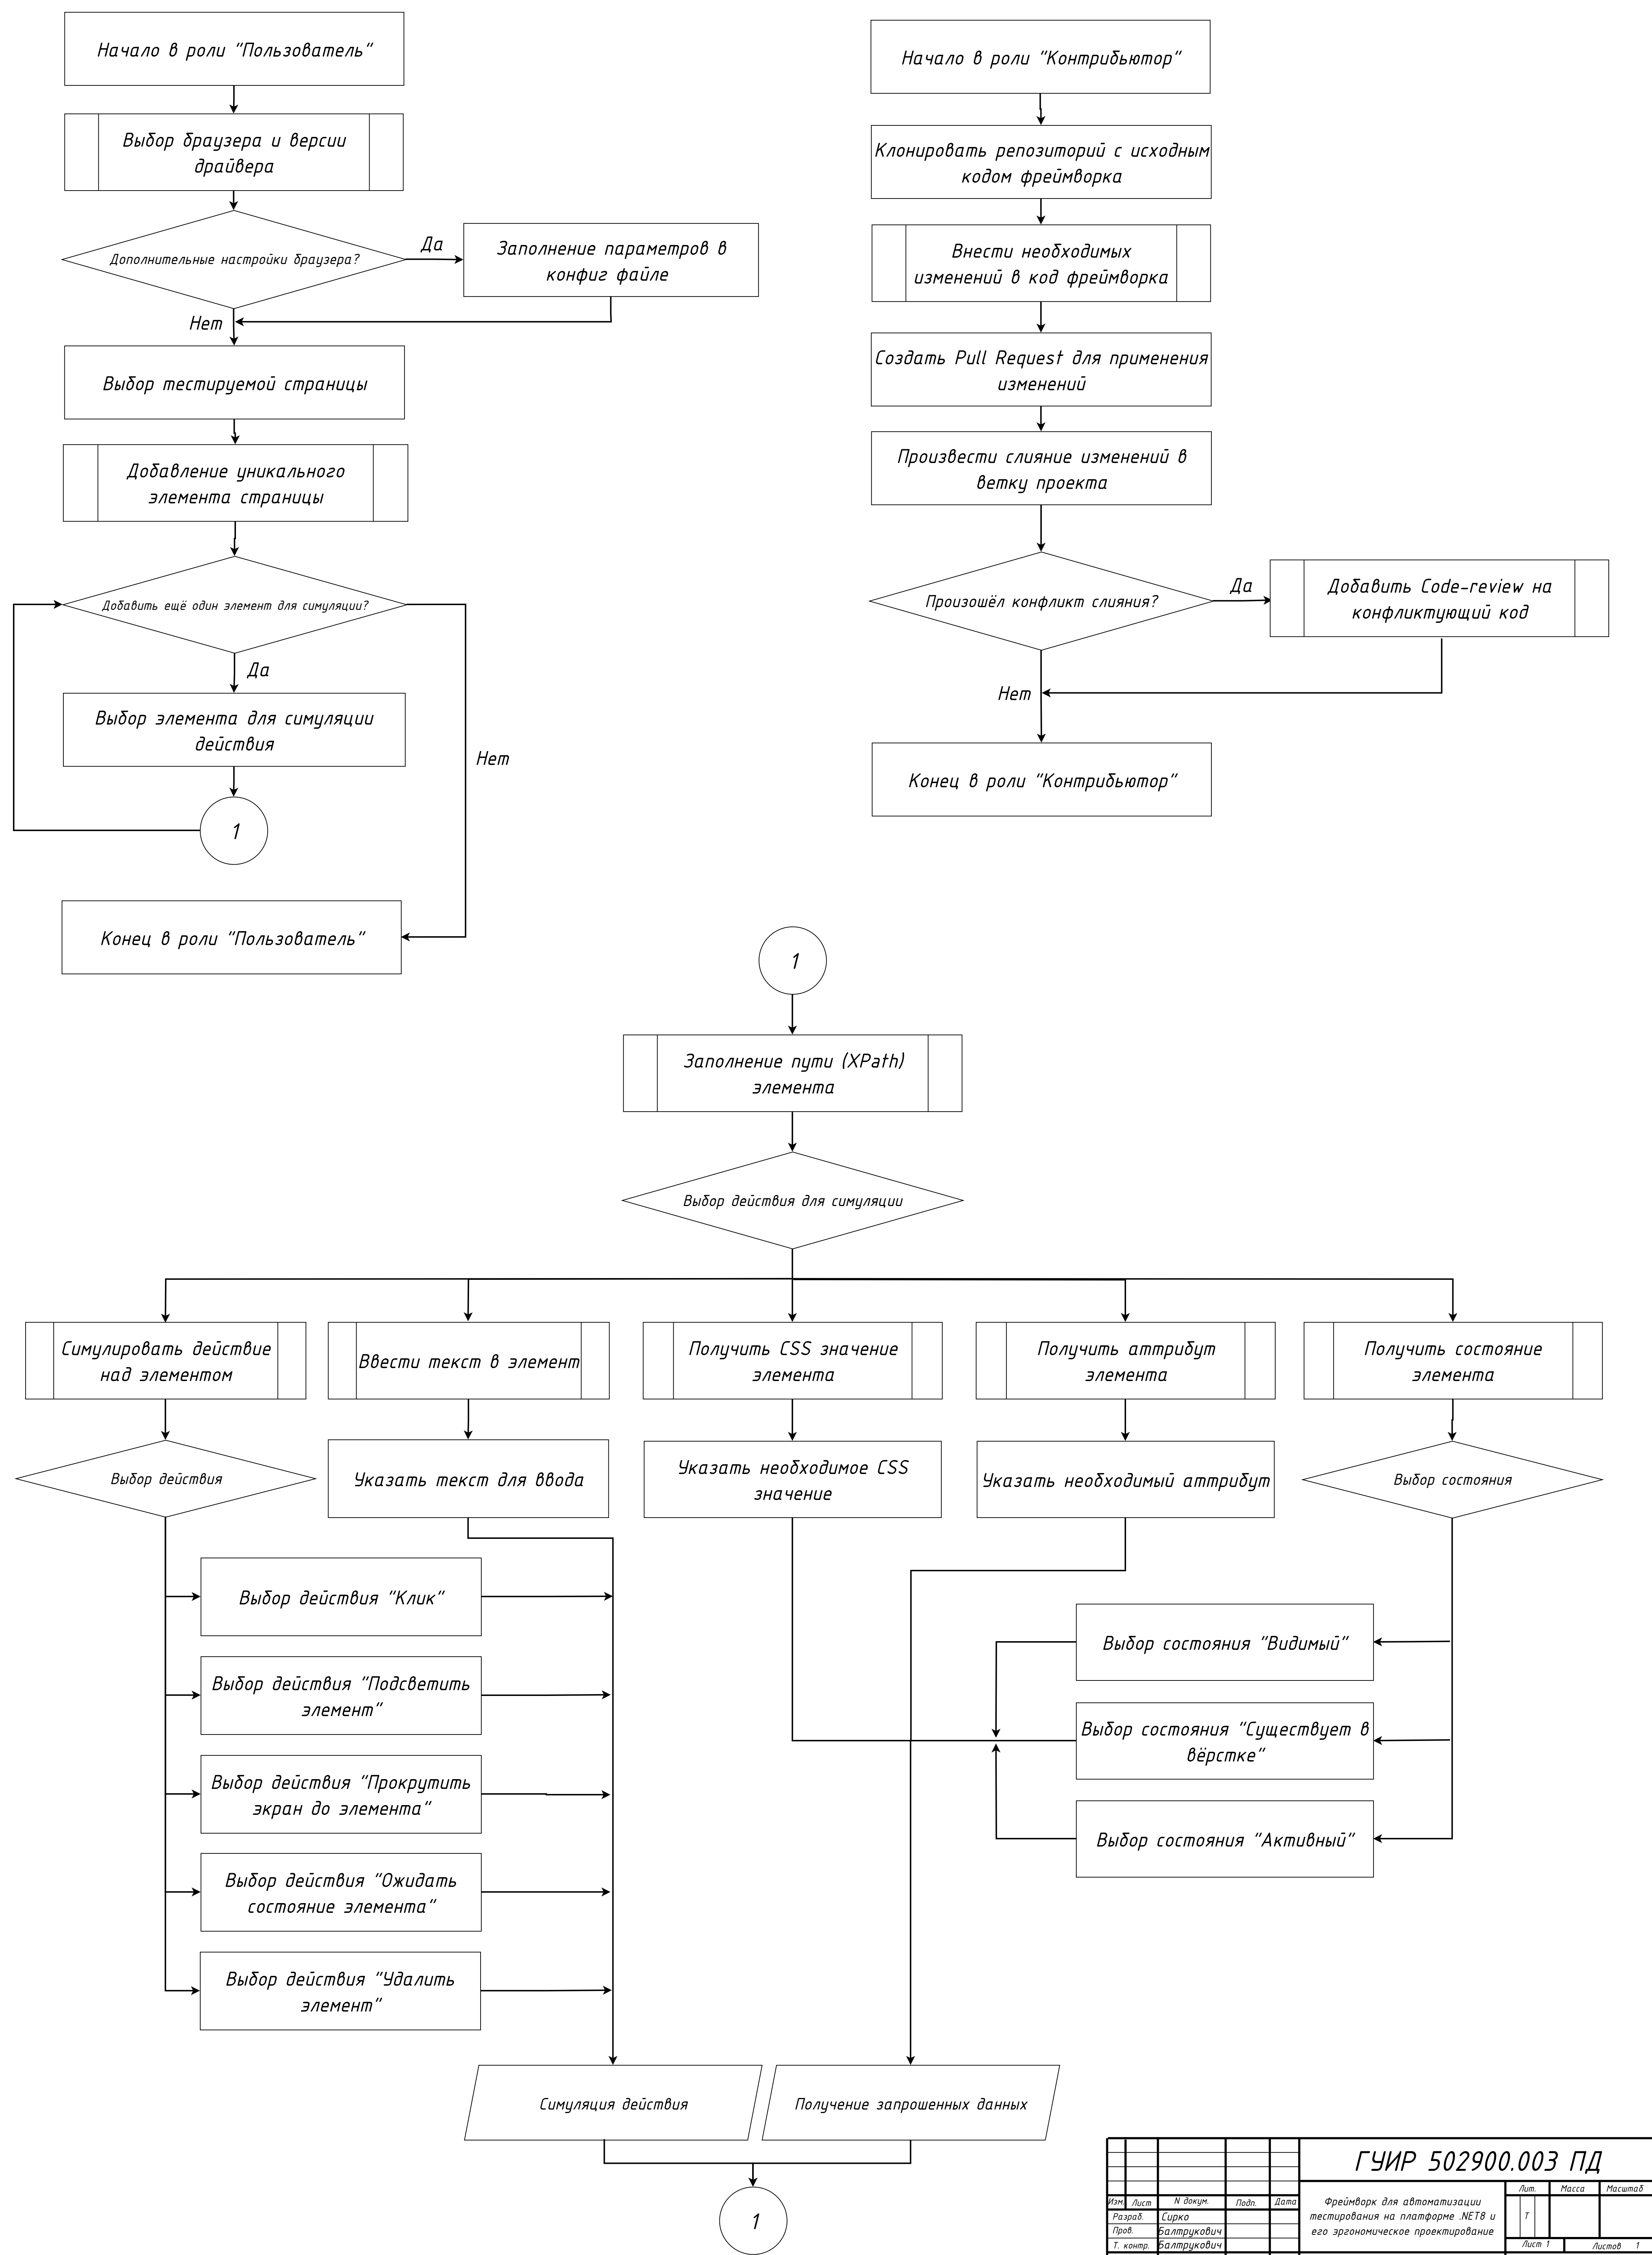 Начало в роли "Пользователь"
Выбор браузера и версии
драйвера
Дополнительные настройки браузера?
Да
Заполнение параметров в
конфиг файле
Нет
Выбор тестируемой страницы
Добавление уникального
элемента страницы
Добавить ещё один элемент для симуляции?
Да
Выбор элемента для симуляции
действия
Нет
1
Конец в роли "Пользователь"
Начало в роли "Контрибьютор"
Клонировать репозиторий с исходным
кодом фреймворка
Внести необходимых
изменений в код фреймворка
Создать Pull Request для применения
изменений
Произвести слияние изменений в
ветку проекта
Произошёл конфликт слияния?
Да
Добавить Code-review на
конфликтующий код
Нет
Конец в роли "Контрибьютор"
1
Заполнение пути (XPath)
элемента
Выбор действия для симуляции
Симулировать действие
над элементом
Ввести текст в элемент
Получить CSS значение
элемента
Получить аттрибут
элемента
Получить состояние
элемента
Выбор действия
Указать текст для ввода
Указать необходимое CSS
значение
Указать необходимый аттрибут
Выбор состояния
Выбор действия "Клик"
Выбор действия "Подсветить
элемент"
Выбор действия "Прокрутить
экран до элемента"
Выбор действия "Ожидать
состояние элемента"
Выбор действия "Удалить
элемент"
Выбор состояния "Видимый"
Выбор состояния "Существует в
вёрстке"
Выбор состояния "Активный"
Симуляция действия
Получение запрошенных данных
1
ГУИР 502900.003 ПД
Изм. Лист N докум. Подп. Дата
Разраб. Сирко
Пров. Балтрукович
Т. контр. Балтрукович
Фреймворк для автоматизации
тестирования на платформе .NET8 и
его эргономическое проектирование
Лит. Масса Масштаб
Т
Лист 1 Листов 1